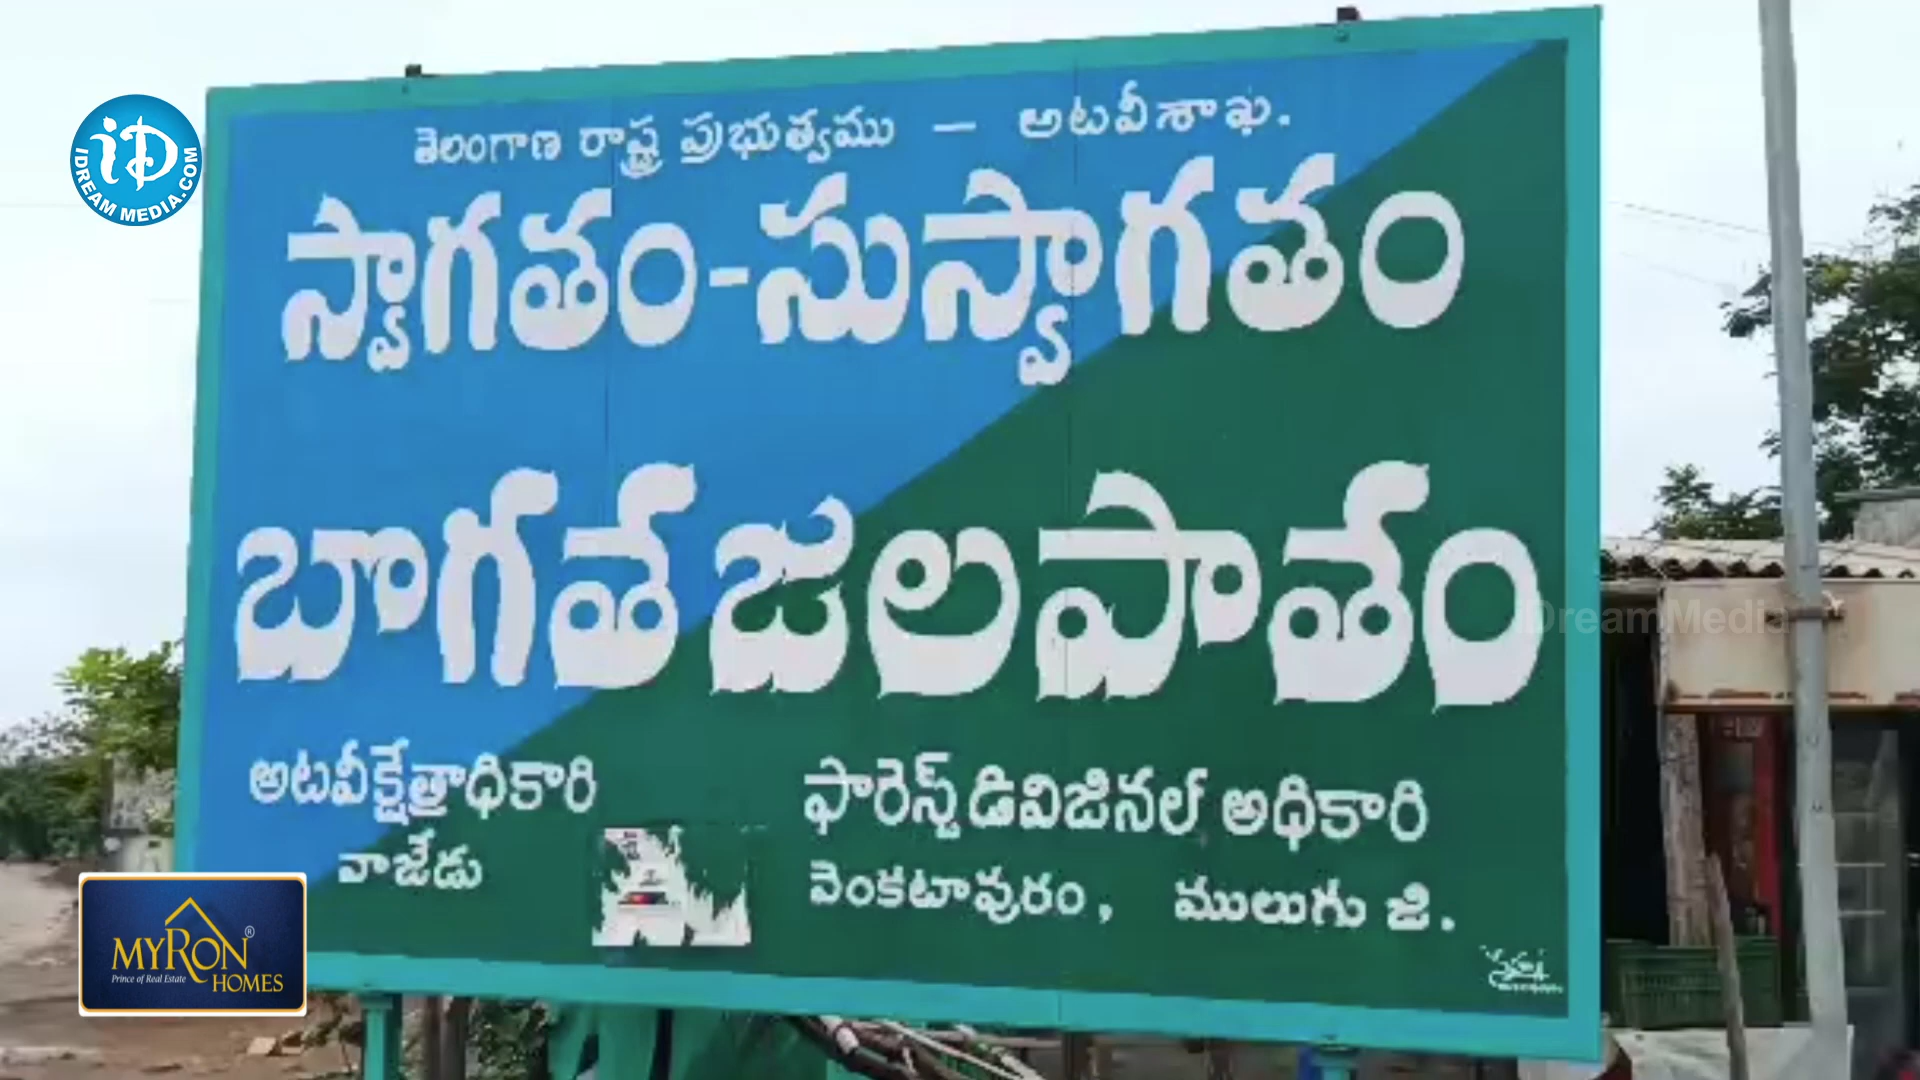 తెలంగాణ రాష్ట్ర ప్రభుత్వము – అటవీశాఖ.
స్వాగతం-సుస్వాగతం
బొగతే జలపాతం
అటవీక్షేత్రాధికారి
వాజేడు
ఫారెస్ట్ డివిజినల్ అధికారి
వెంకటాపురం, ములుగు జి.
iD
IDREAM MEDIA.COM
iDreamMedia
MYRON®
Prince of Real Estate
HOMES